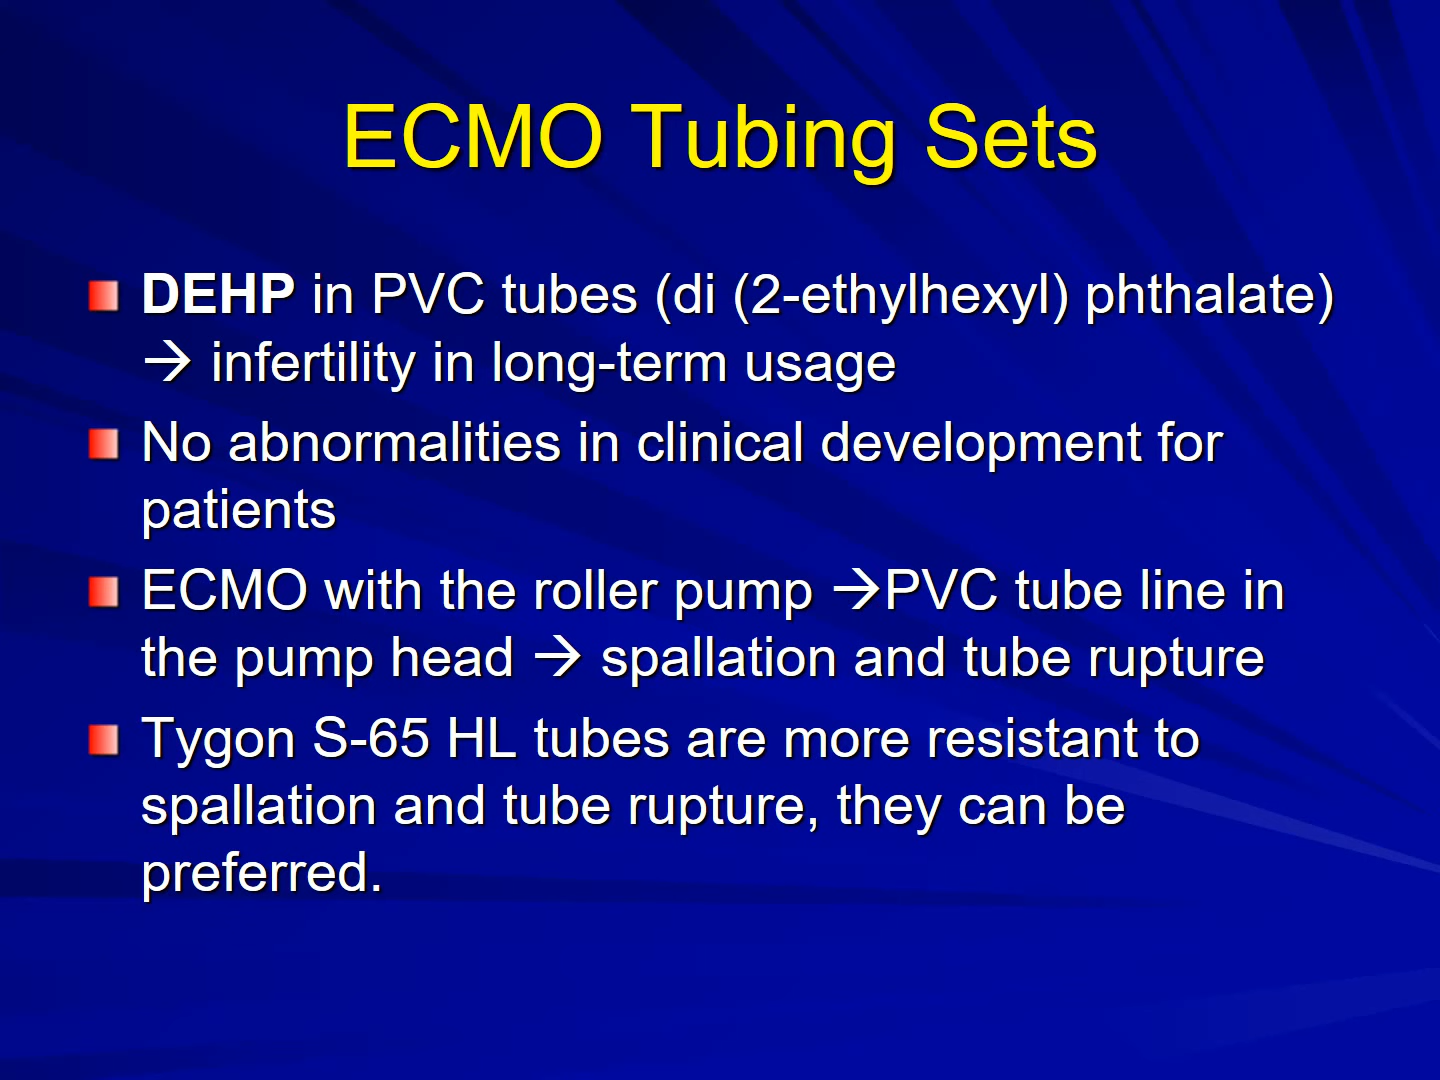 ECMO Tubing Sets
DEHP in PVC tubes (di (2-ethylhexyl) phthalate)
→ infertility in long-term usage
No abnormalities in clinical development for
patients
ECMO with the roller pump →PVC tube line in
the pump head → spallation and tube rupture
Tygon S-65 HL tubes are more resistant to
spallation and tube rupture, they can be
preferred.